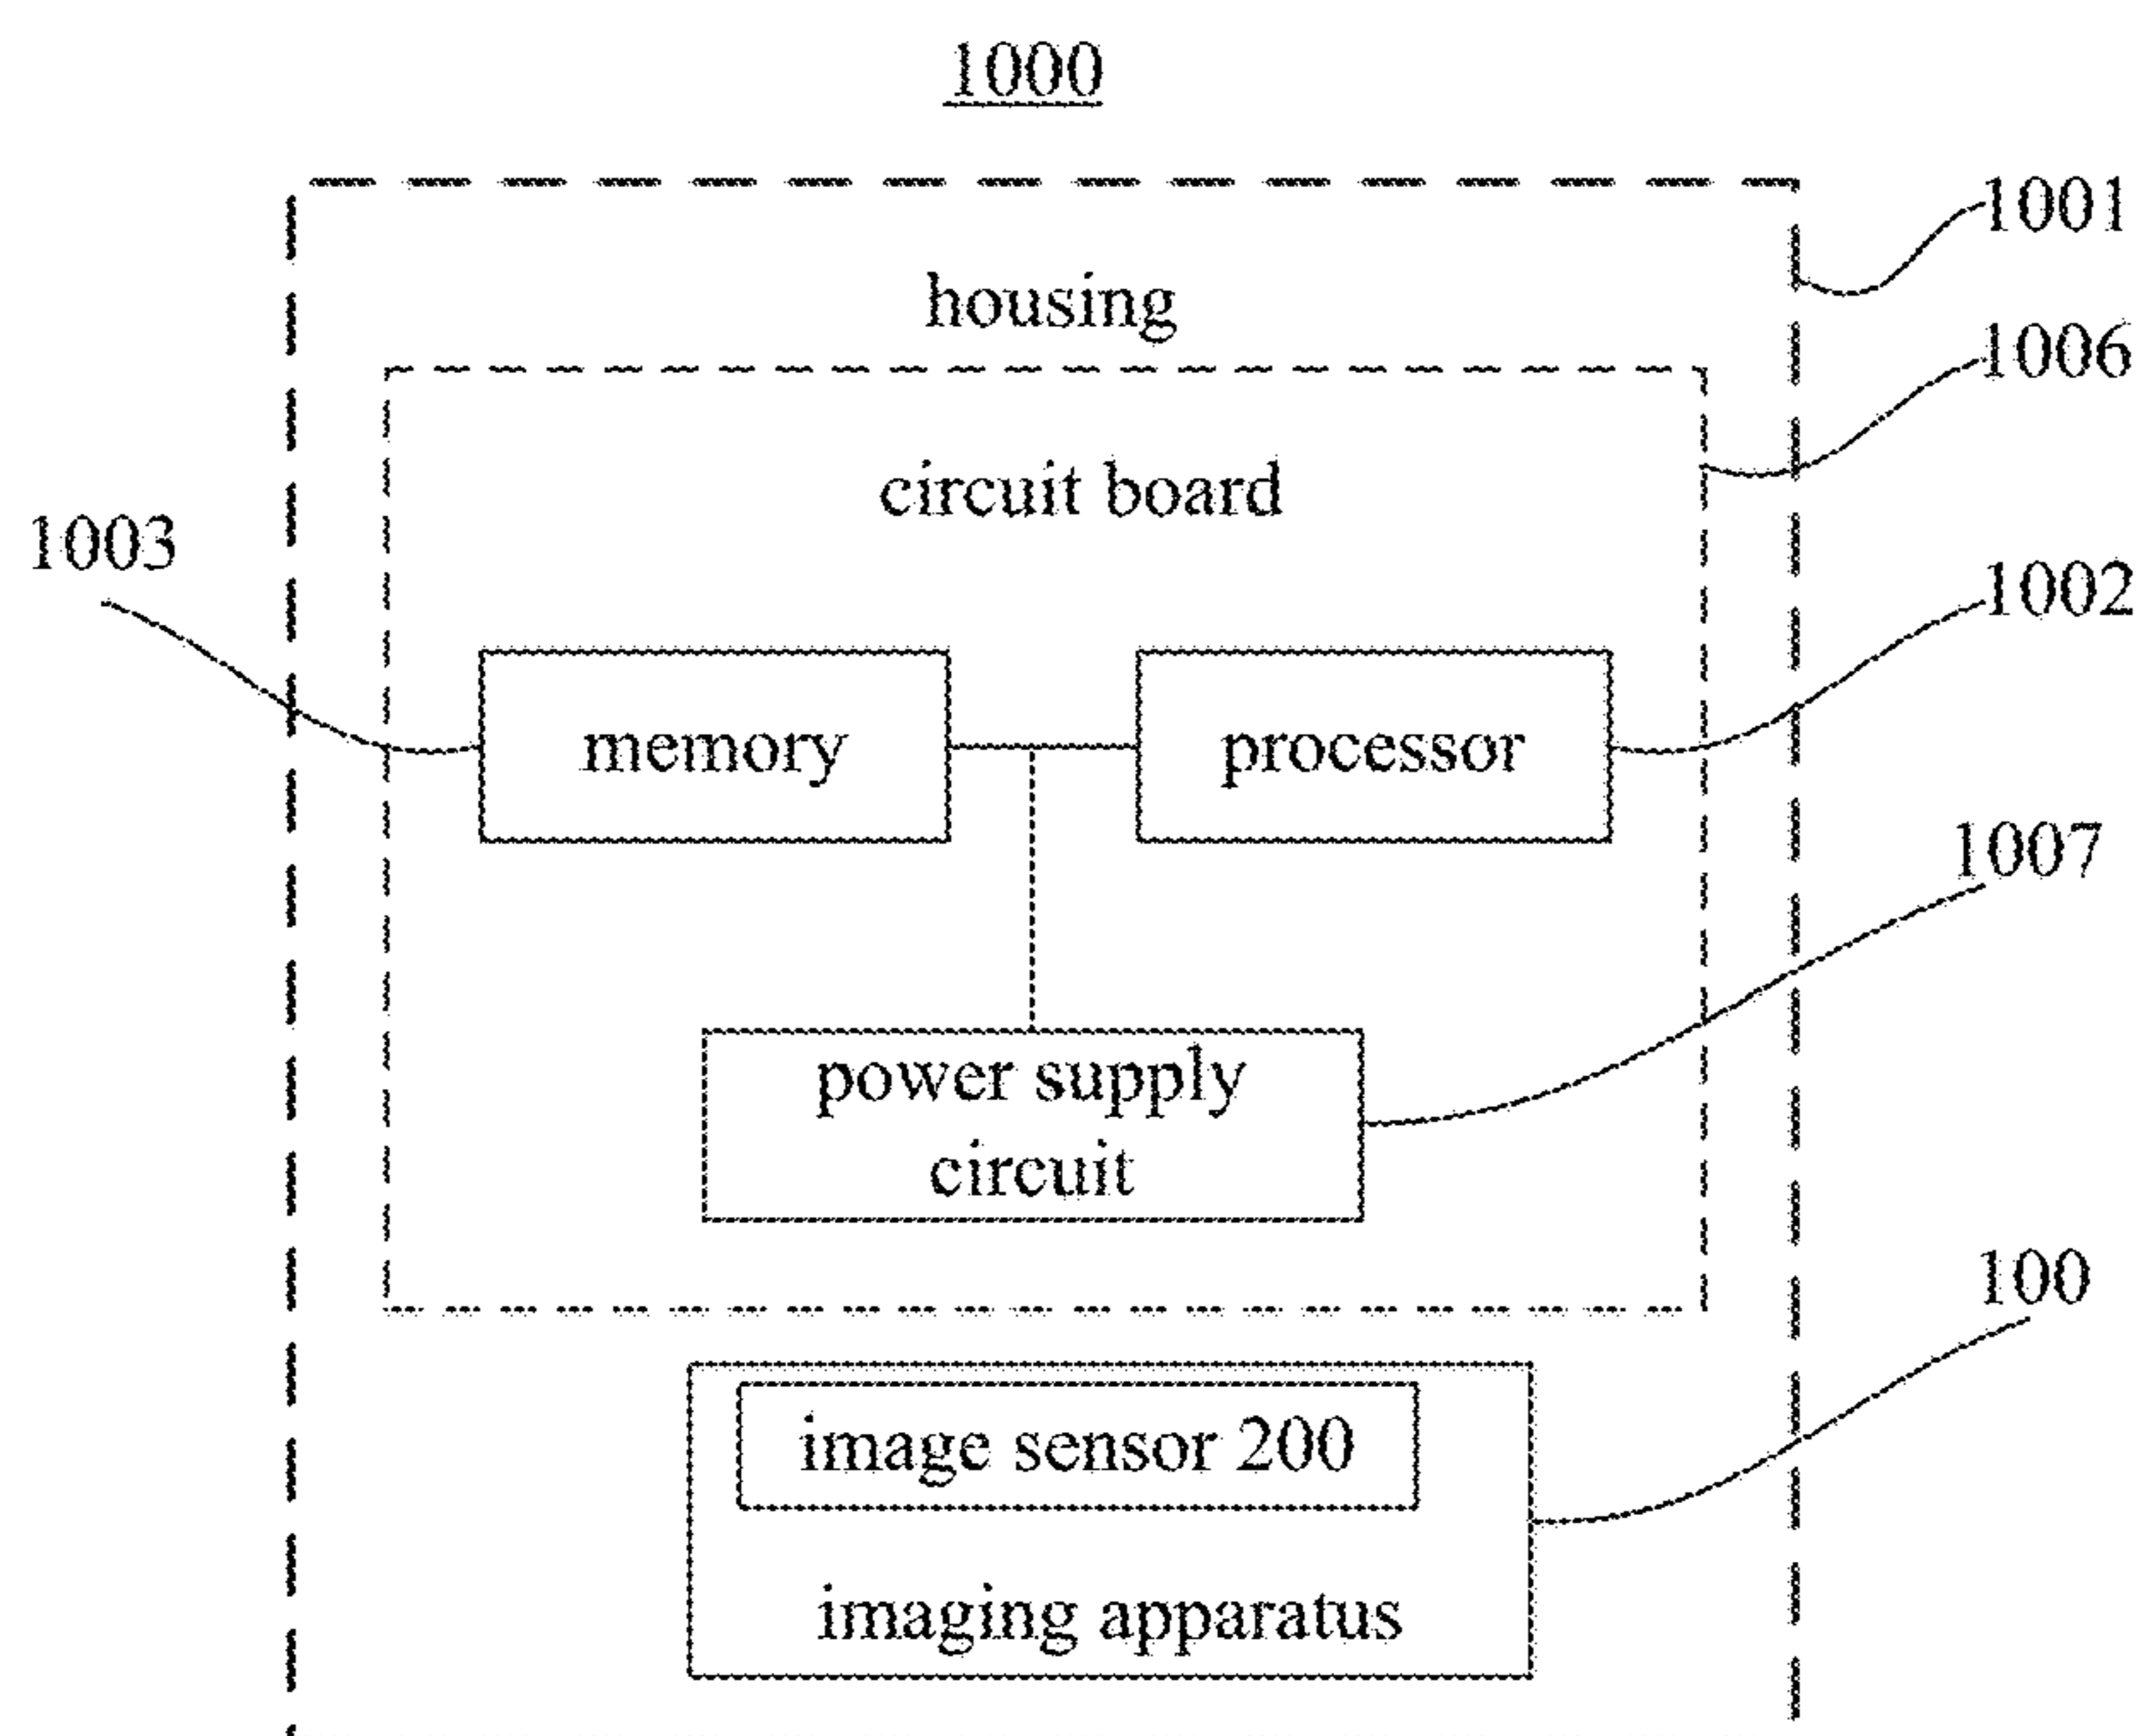 1000
1001
housing
1006
circuit board
1003
1002
memory
processor
1007
power supply
circuit
100
image sensor 200
imaging apparatus